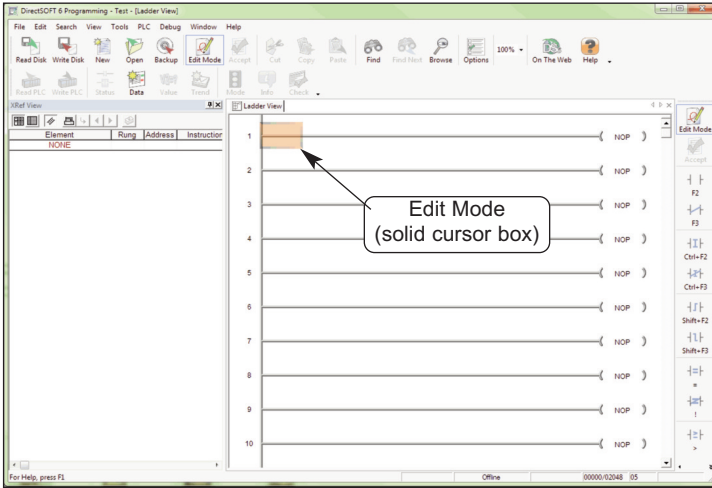 DirectSOFT 6 Programming - Test - [Ladder View]
File Edit Search View Tools PLC Debug Window Help
Read Disk Write Disk New Open Backup Edit Mode Accept Cut Copy Paste Find Find Next Browse Options 100% On The Web Help
Read PLC Write PLC Status Data Value Trend Mode Info Check
XRef View
Ladder View
Element Rung Address Instruction
NONE
1 NOP
2 NOP
3 NOP
4 NOP
5 NOP
6 NOP
7 NOP
8 NOP
9 NOP
10 NOP
Edit Mode
(solid cursor box)
Edit Mode
Accept
F2
F3
Ctrl+F2
Ctrl+F3
Shift+F2
Shift+F3
=
!
>
For Help, press F1
Offline
00000/02048 05